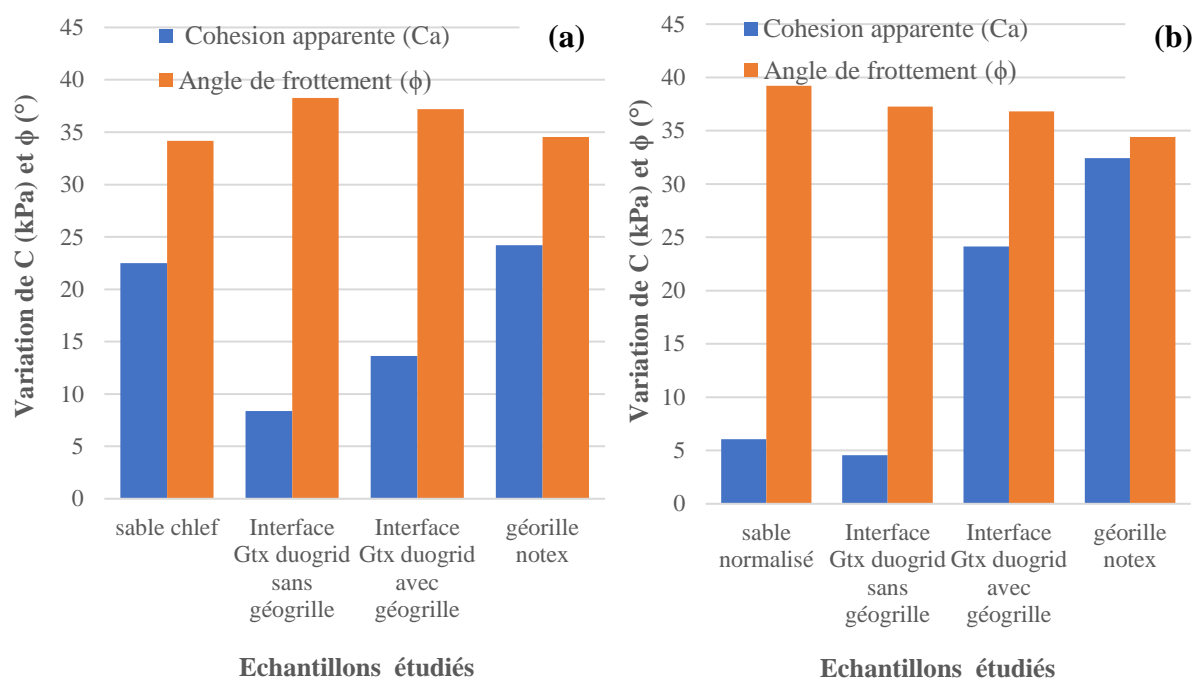 45
40
35
30
25
20
15
10
5
0
Variation de C (kPa) et ϕ (°)
Cohesion apparente (Ca)
Angle de frottement (ϕ)
(a)
sable chlef
Interface
Gtx duogrid
sans
géogrille
Interface
Gtx duogrid
avec
géogrille
géorille
notex
Echantillons étudiés
45
40
35
30
25
20
15
10
5
0
Variation de C (kPa) et ϕ (°)
Cohesion apparente (Ca)
Angle de frottement (ϕ)
(b)
sable
normalisé
Interface
Gtx duogrid
sans
géogrille
Interface
Gtx duogrid
avec
géogrille
géorille
notex
Echantillons étudiés